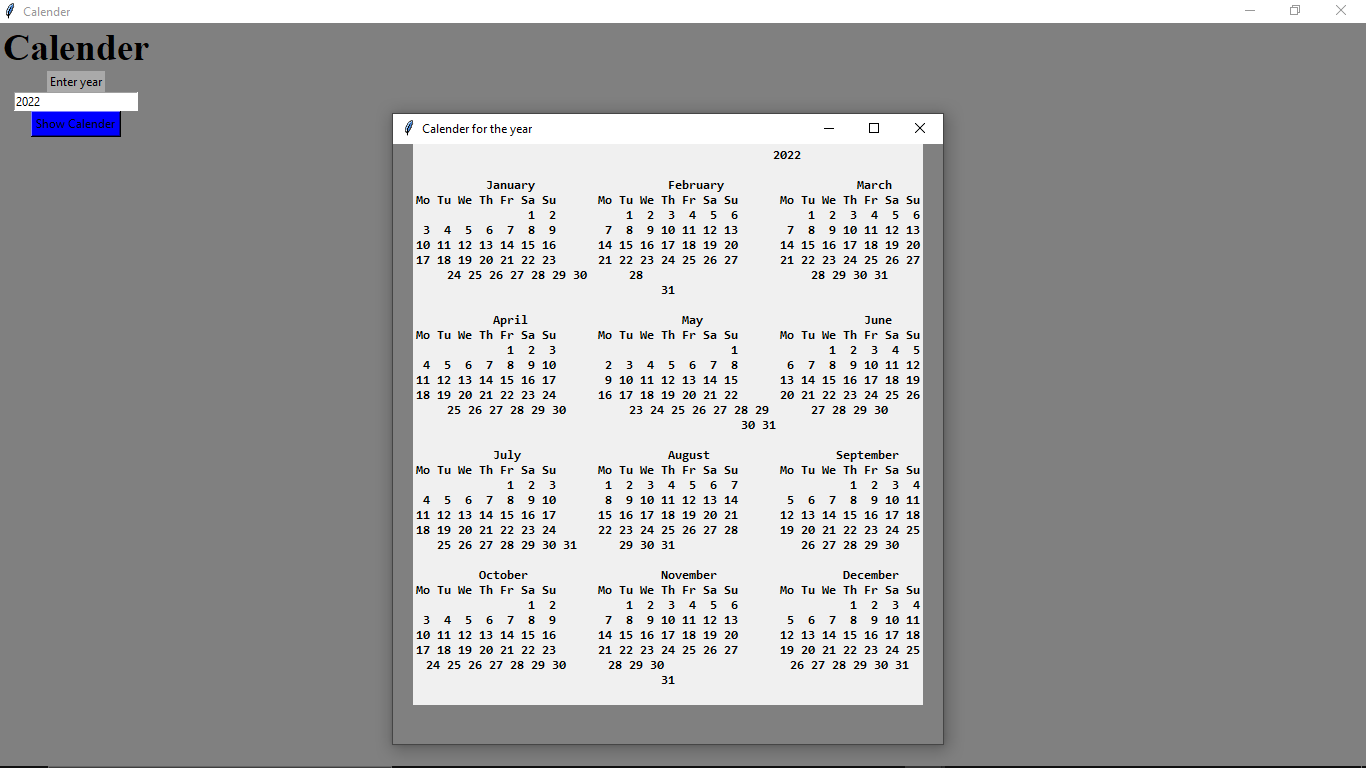 Calender
Calender
Enter year
2022
Show Calender
Calender for the year
2022
January February March
Mo Tu We Th Fr Sa Su Mo Tu We Th Fr Sa Su Mo Tu We Th Fr Sa Su
1 2 1 2 3 4 5 6 1 2 3 4 5 6
3 4 5 6 7 8 9 7 8 9 10 11 12 13 7 8 9 10 11 12 13
10 11 12 13 14 15 16 14 15 16 17 18 19 20 14 15 16 17 18 19 20
17 18 19 20 21 22 23 21 22 23 24 25 26 27 21 22 23 24 25 26 27
24 25 26 27 28 29 30 28 28 29 30 31
31
April May June
Mo Tu We Th Fr Sa Su Mo Tu We Th Fr Sa Su Mo Tu We Th Fr Sa Su
1 2 3 1 1 2 3 4 5
4 5 6 7 8 9 10 2 3 4 5 6 7 8 6 7 8 9 10 11 12
11 12 13 14 15 16 17 9 10 11 12 13 14 15 13 14 15 16 17 18 19
18 19 20 21 22 23 24 16 17 18 19 20 21 22 20 21 22 23 24 25 26
25 26 27 28 29 30 23 24 25 26 27 28 29 27 28 29 30
30 31
July August September
Mo Tu We Th Fr Sa Su Mo Tu We Th Fr Sa Su Mo Tu We Th Fr Sa Su
1 2 3 1 2 3 4 5 6 7 1 2 3 4
4 5 6 7 8 9 10 8 9 10 11 12 13 14 5 6 7 8 9 10 11
11 12 13 14 15 16 17 15 16 17 18 19 20 21 12 13 14 15 16 17 18
18 19 20 21 22 23 24 22 23 24 25 26 27 28 19 20 21 22 23 24 25
25 26 27 28 29 30 31 29 30 31 26 27 28 29 30
October November December
Mo Tu We Th Fr Sa Su Mo Tu We Th Fr Sa Su Mo Tu We Th Fr Sa Su
1 2 1 2 3 4 5 6 1 2 3 4
3 4 5 6 7 8 9 7 8 9 10 11 12 13 5 6 7 8 9 10 11
10 11 12 13 14 15 16 14 15 16 17 18 19 20 12 13 14 15 16 17 18
17 18 19 20 21 22 23 21 22 23 24 25 26 27 19 20 21 22 23 24 25
24 25 26 27 28 29 30 28 29 30 26 27 28 29 30 31
31